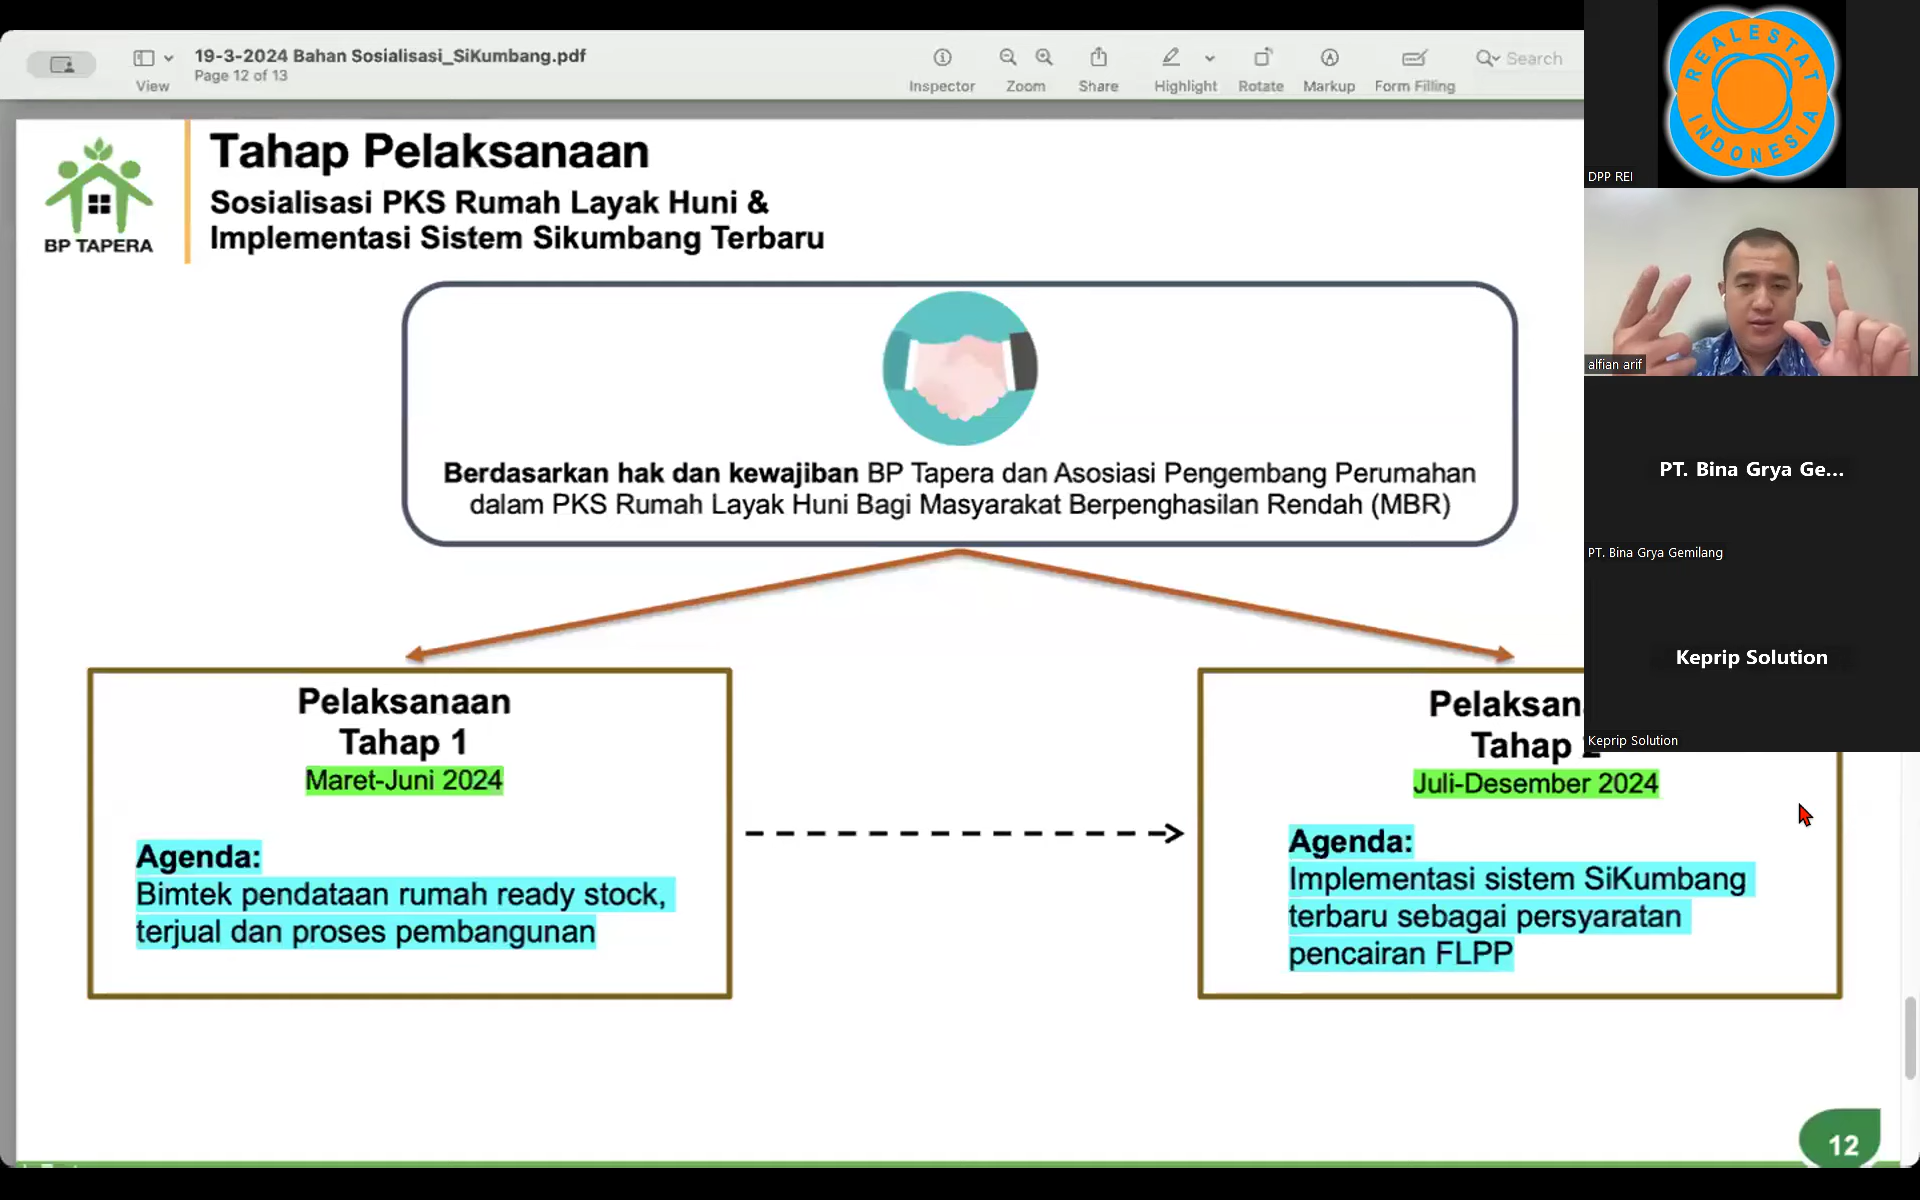 19-3-2024 Bahan Sosialisasi_SiKumbang.pdf
Page 12 of 13
View
Inspector
Zoom
Share
Highlight
Rotate
Markup
Form Filling
Search
BP TAPERA
Tahap Pelaksanaan
Sosialisasi PKS Rumah Layak Huni &
Implementasi Sistem Sikumbang Terbaru
Berdasarkan hak dan kewajiban BP Tapera dan Asosiasi Pengembang Perumahan
dalam PKS Rumah Layak Huni Bagi Masyarakat Berpenghasilan Rendah (MBR)
Pelaksanaan
Tahap 1
Maret-Juni 2024
Agenda:
Bimtek pendataan rumah ready stock,
terjual dan proses pembangunan
Tahap 2
Juli-Desember 2024
Agenda:
Implementasi sistem SiKumbang
terbaru sebagai persyaratan
pencairan FLPP
12
REALESTAT
INDONESIA
DPP REI
alfian arif
PT. Bina Grya Ge...
PT. Bina Grya Gemilang
Keprip Solution
Keprip Solution